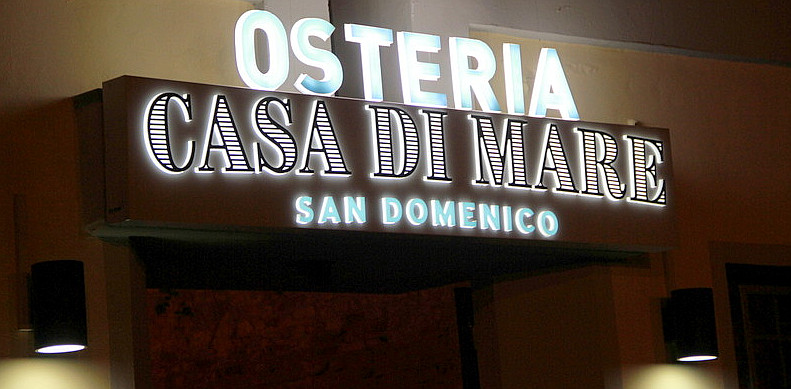 OSTERIA
CASA DI MARE
SAN DOMENICO